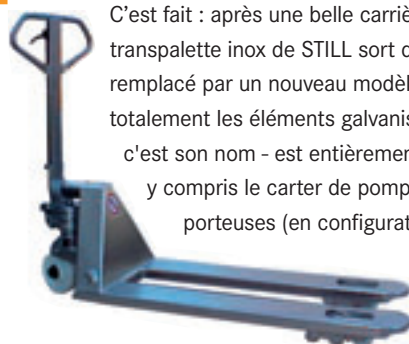 C'est fait : après une belle carriè
transpalette inox de STILL sort d
remplacé par un nouveau modèl
totalement les éléments galvanis
c'est son nom - est entièremen
y compris le carter de pomp
porteuses (en configurat